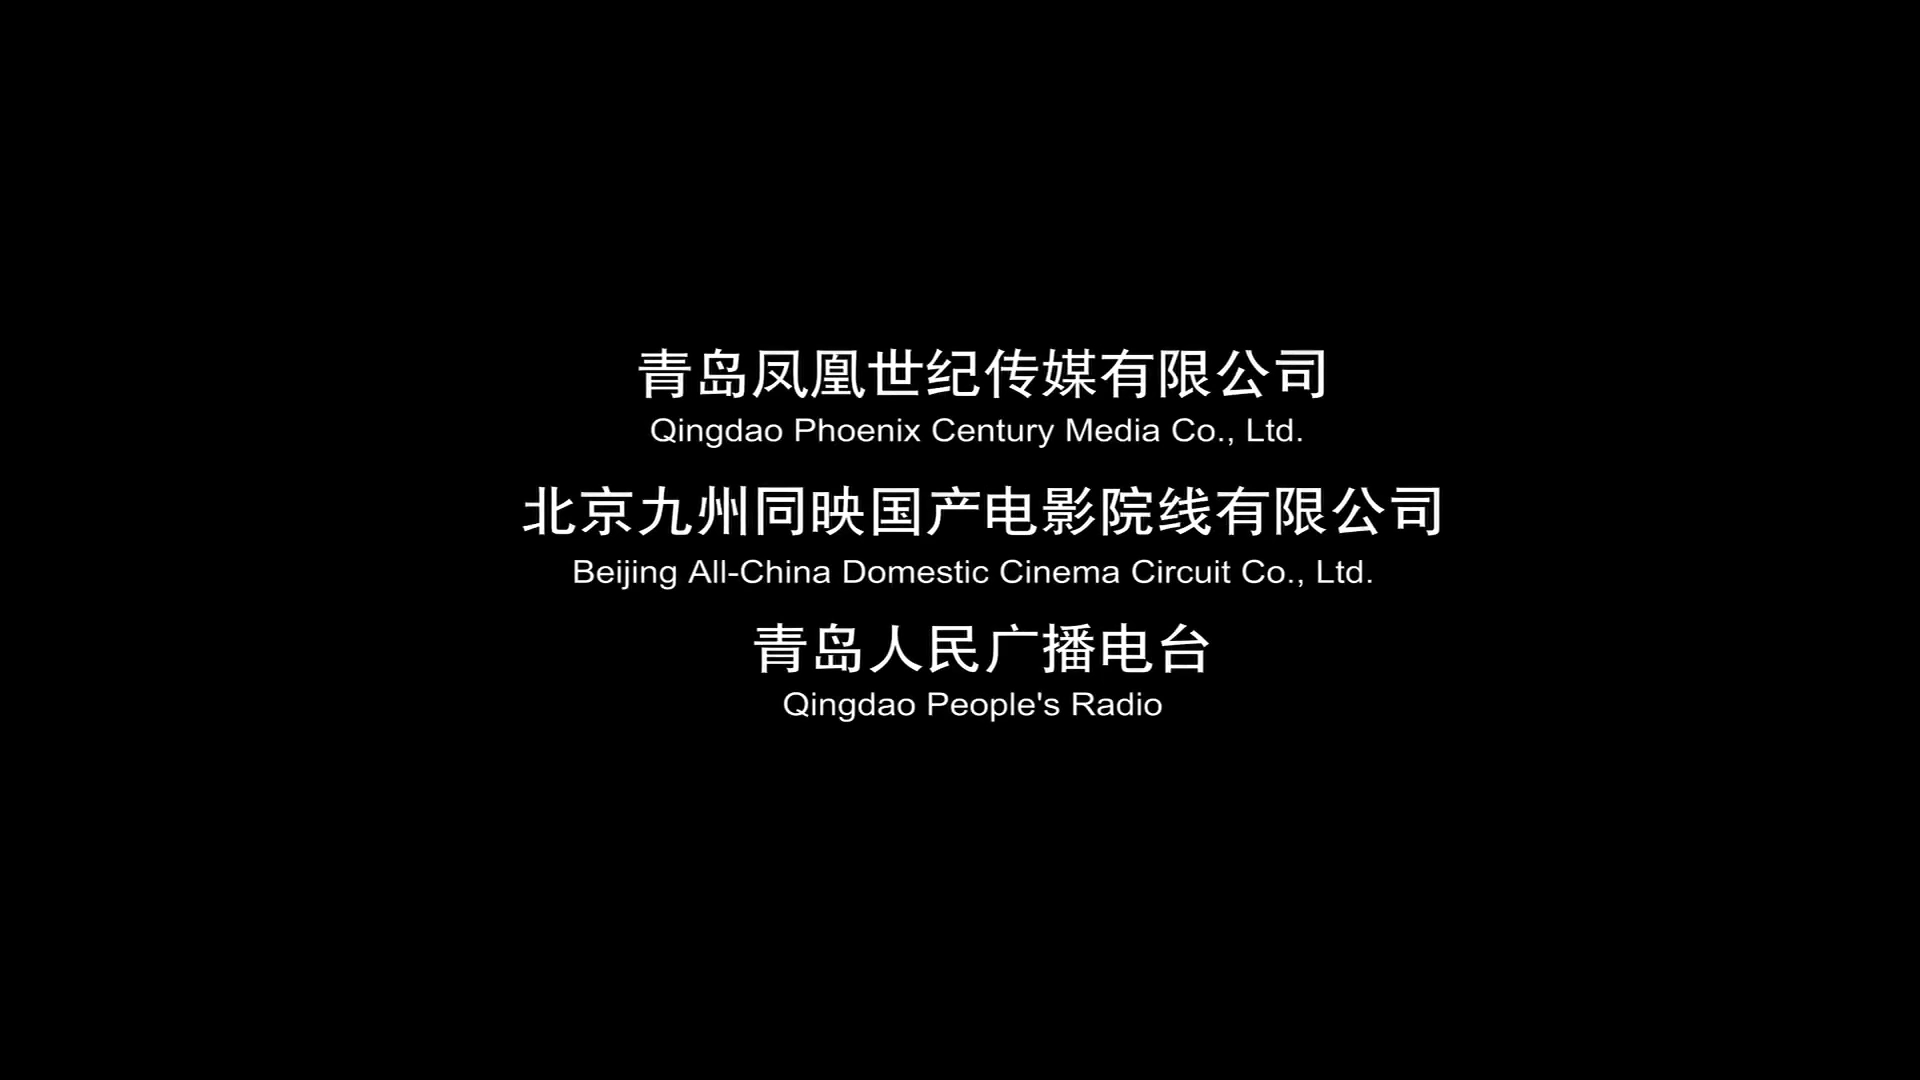 青岛凤凰世纪传媒有限公司
Qingdao Phoenix Century Media Co., Ltd.
北京九州同映国产电影院线有限公司
Beijing All-China Domestic Cinema Circuit Co., Ltd.
青岛人民广播电台
Qingdao People's Radio